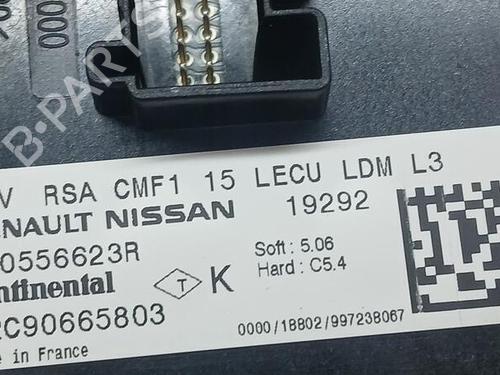 000
B-PARTS
V RSA CMF1 15 LECU LDM L3
NAULT NISSAN 19292
0556623R
Soft : 5.06
ntinental
T K
Hard : C5.4
C90665803
0000/18802/997238067
e in France